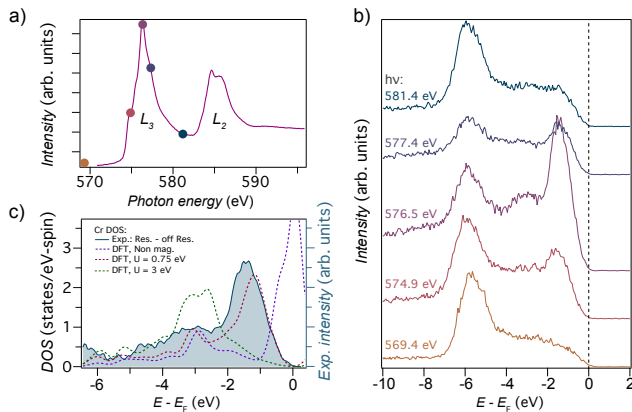 a)
Intensity (arb. units)
L3
L2
570
580
590
Photon energy (eV)
b)
Intensity (arb. units)
hν:
581.4 eV
577.4 eV
576.5 eV
574.9 eV
569.4 eV
-10
-8
-6
-4
-2
0
2
E - EF (eV)
c)
DOS (states/eV-spin)
3
2
1
0
Cr DOS:
Exp.: Res. - off Res.
DFT, Non mag.
DFT, U = 0.75 eV
DFT, U = 3 eV
Exp. intensity (arb. units)
-6
-4
-2
0
E - EF (eV)